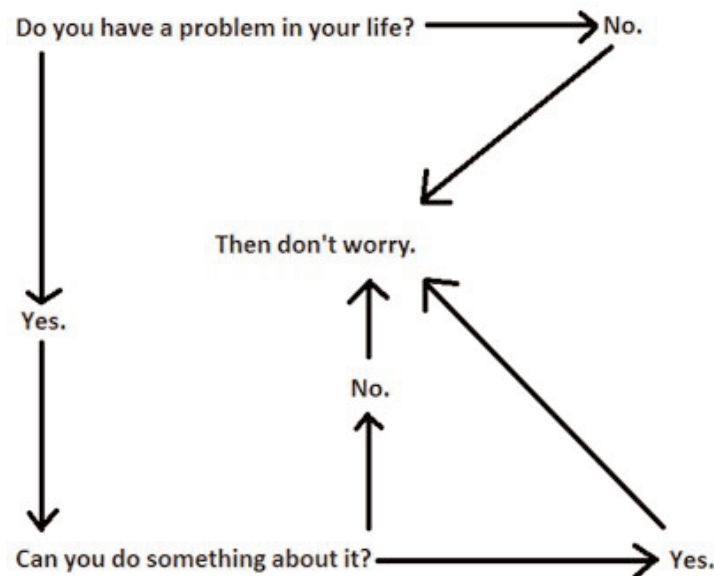 Do you have a problem in your life?
No.
Then don't worry.
Yes.
No.
Can you do something about it?
Yes.